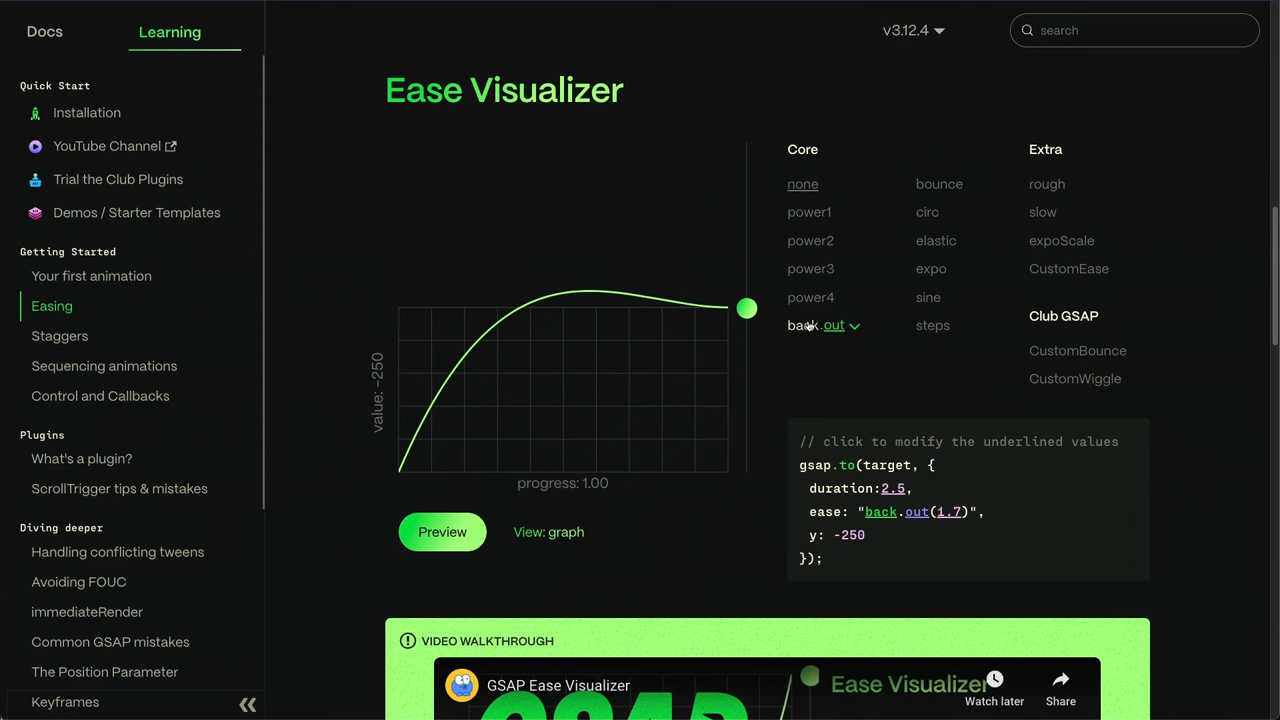 Docs
Learning
v3.12.4
search
Quick Start
Installation
YouTube Channel
Trial the Club Plugins
Demos / Starter Templates
Getting Started
Your first animation
Easing
Staggers
Sequencing animations
Control and Callbacks
Plugins
What's a plugin?
ScrollTrigger tips & mistakes
Diving deeper
Handling conflicting tweens
Avoiding FOUC
immediateRender
Common GSAP mistakes
The Position Parameter
Keyframes
Ease Visualizer
value: -250
progress: 1.00
Preview
View: graph
Core
none
power1
power2
power3
power4
back.out
bounce
circ
elastic
expo
sine
steps
Extra
rough
slow
expoScale
CustomEase
Club GSAP
CustomBounce
CustomWiggle
// click to modify the underlined values
gsap.to(target, {
duration:2.5,
ease: "back.out(1.7)",
y: -250
});
VIDEO WALKTHROUGH
GSAP Ease Visualizer
Ease Visualizer
Watch later
Share
GSAP